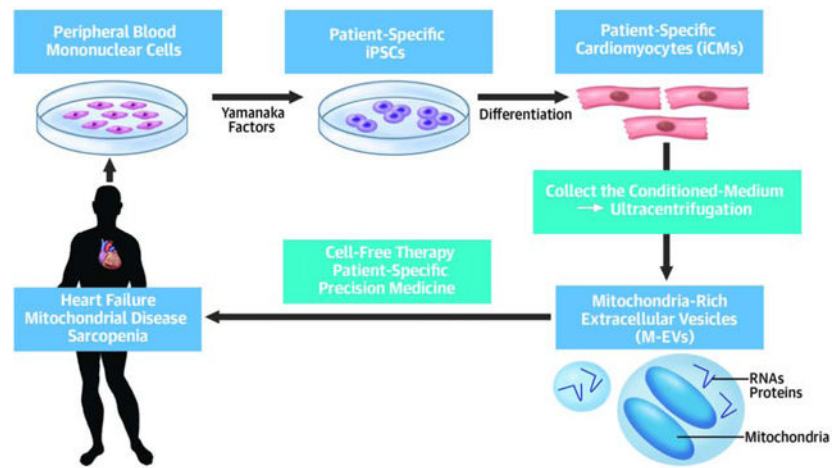 Peripheral Blood
Mononuclear Cells
Patient-Specific
iPSCs
Patient-Specific
Cardiomyocytes (iCMs)
Yamanaka
Factors
Differentiation
Collect the Conditioned-Medium
→ Ultracentrifugation
Cell-Free Therapy
Patient-Specific
Precision Medicine
Heart Failure
Mitochondrial Disease
Sarcopenia
Mitochondria-Rich
Extracellular Vesicles
(M-EVs)
RNAs
Proteins
Mitochondria